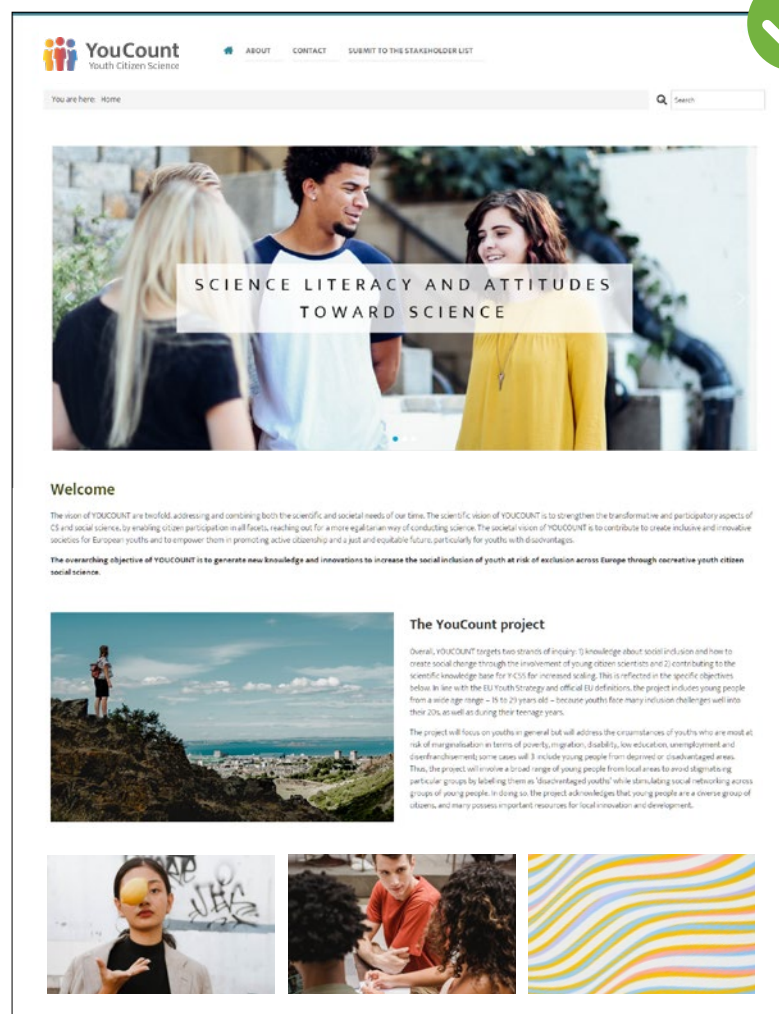 YouCount
Youth Citizen Science
ABOUT CONTACT SUBMIT TO THE STAKEHOLDER LIST
You are here: Home
Search
SCIENCE LITERACY AND ATTITUDES
TOWARD SCIENCE
Welcome
The vison of YOUCOUNT are twofold, addressing and combining both the scientific and societal needs of our time. The scientific vision of YOUCOUNT is to strengthen the transformative and participatory aspects of
CS and social science, by enabling citizen participation in all facets, reaching out for a more egalitarian way of conducting science. The societal vision of YOUCOUNT is to contribute to create inclusive and innovative
societies for European youths and to empower them in promoting active citizenship and a just and equitable future, particularly for youths with disadvantages.
The overarching objective of YOUCOUNT is to generate new knowledge and innovations to increase the social inclusion of youth at risk of exclusion across Europe through cocreative youth citizen
social science.
The YouCount project
Overall, YOUCOUNT targets two strands of inquiry: 1) knowledge about social inclusion and how to
create social change through the involvement of young citizen scientists and 2) contributing to the
scientific knowledge base for Y-CSS for increased scaling. This is reflected in the specific objectives
below. In line with the EU Youth Strategy and official EU definitions, the project includes young people
from a wide age range – 15 to 29 years old – because youths face many inclusion challenges well into
their 20s, as well as during their teenage years.
The project will focus on youths in general but will address the circumstances of youths who are most at
risk of marginalisation in terms of poverty, migration, disability, low education, unemployment and
disenfranchisement; some cases will 3 include young people from deprived or disadvantaged areas.
Thus, the project will involve a broad range of young people from local areas to avoid stigmatising
particular groups by labelling them as 'disadvantaged youths' while stimulating social networking across
groups of young people. In doing so, the project acknowledges that young people are a diverse group of
citizens, and many possess important resources for local innovation and development.